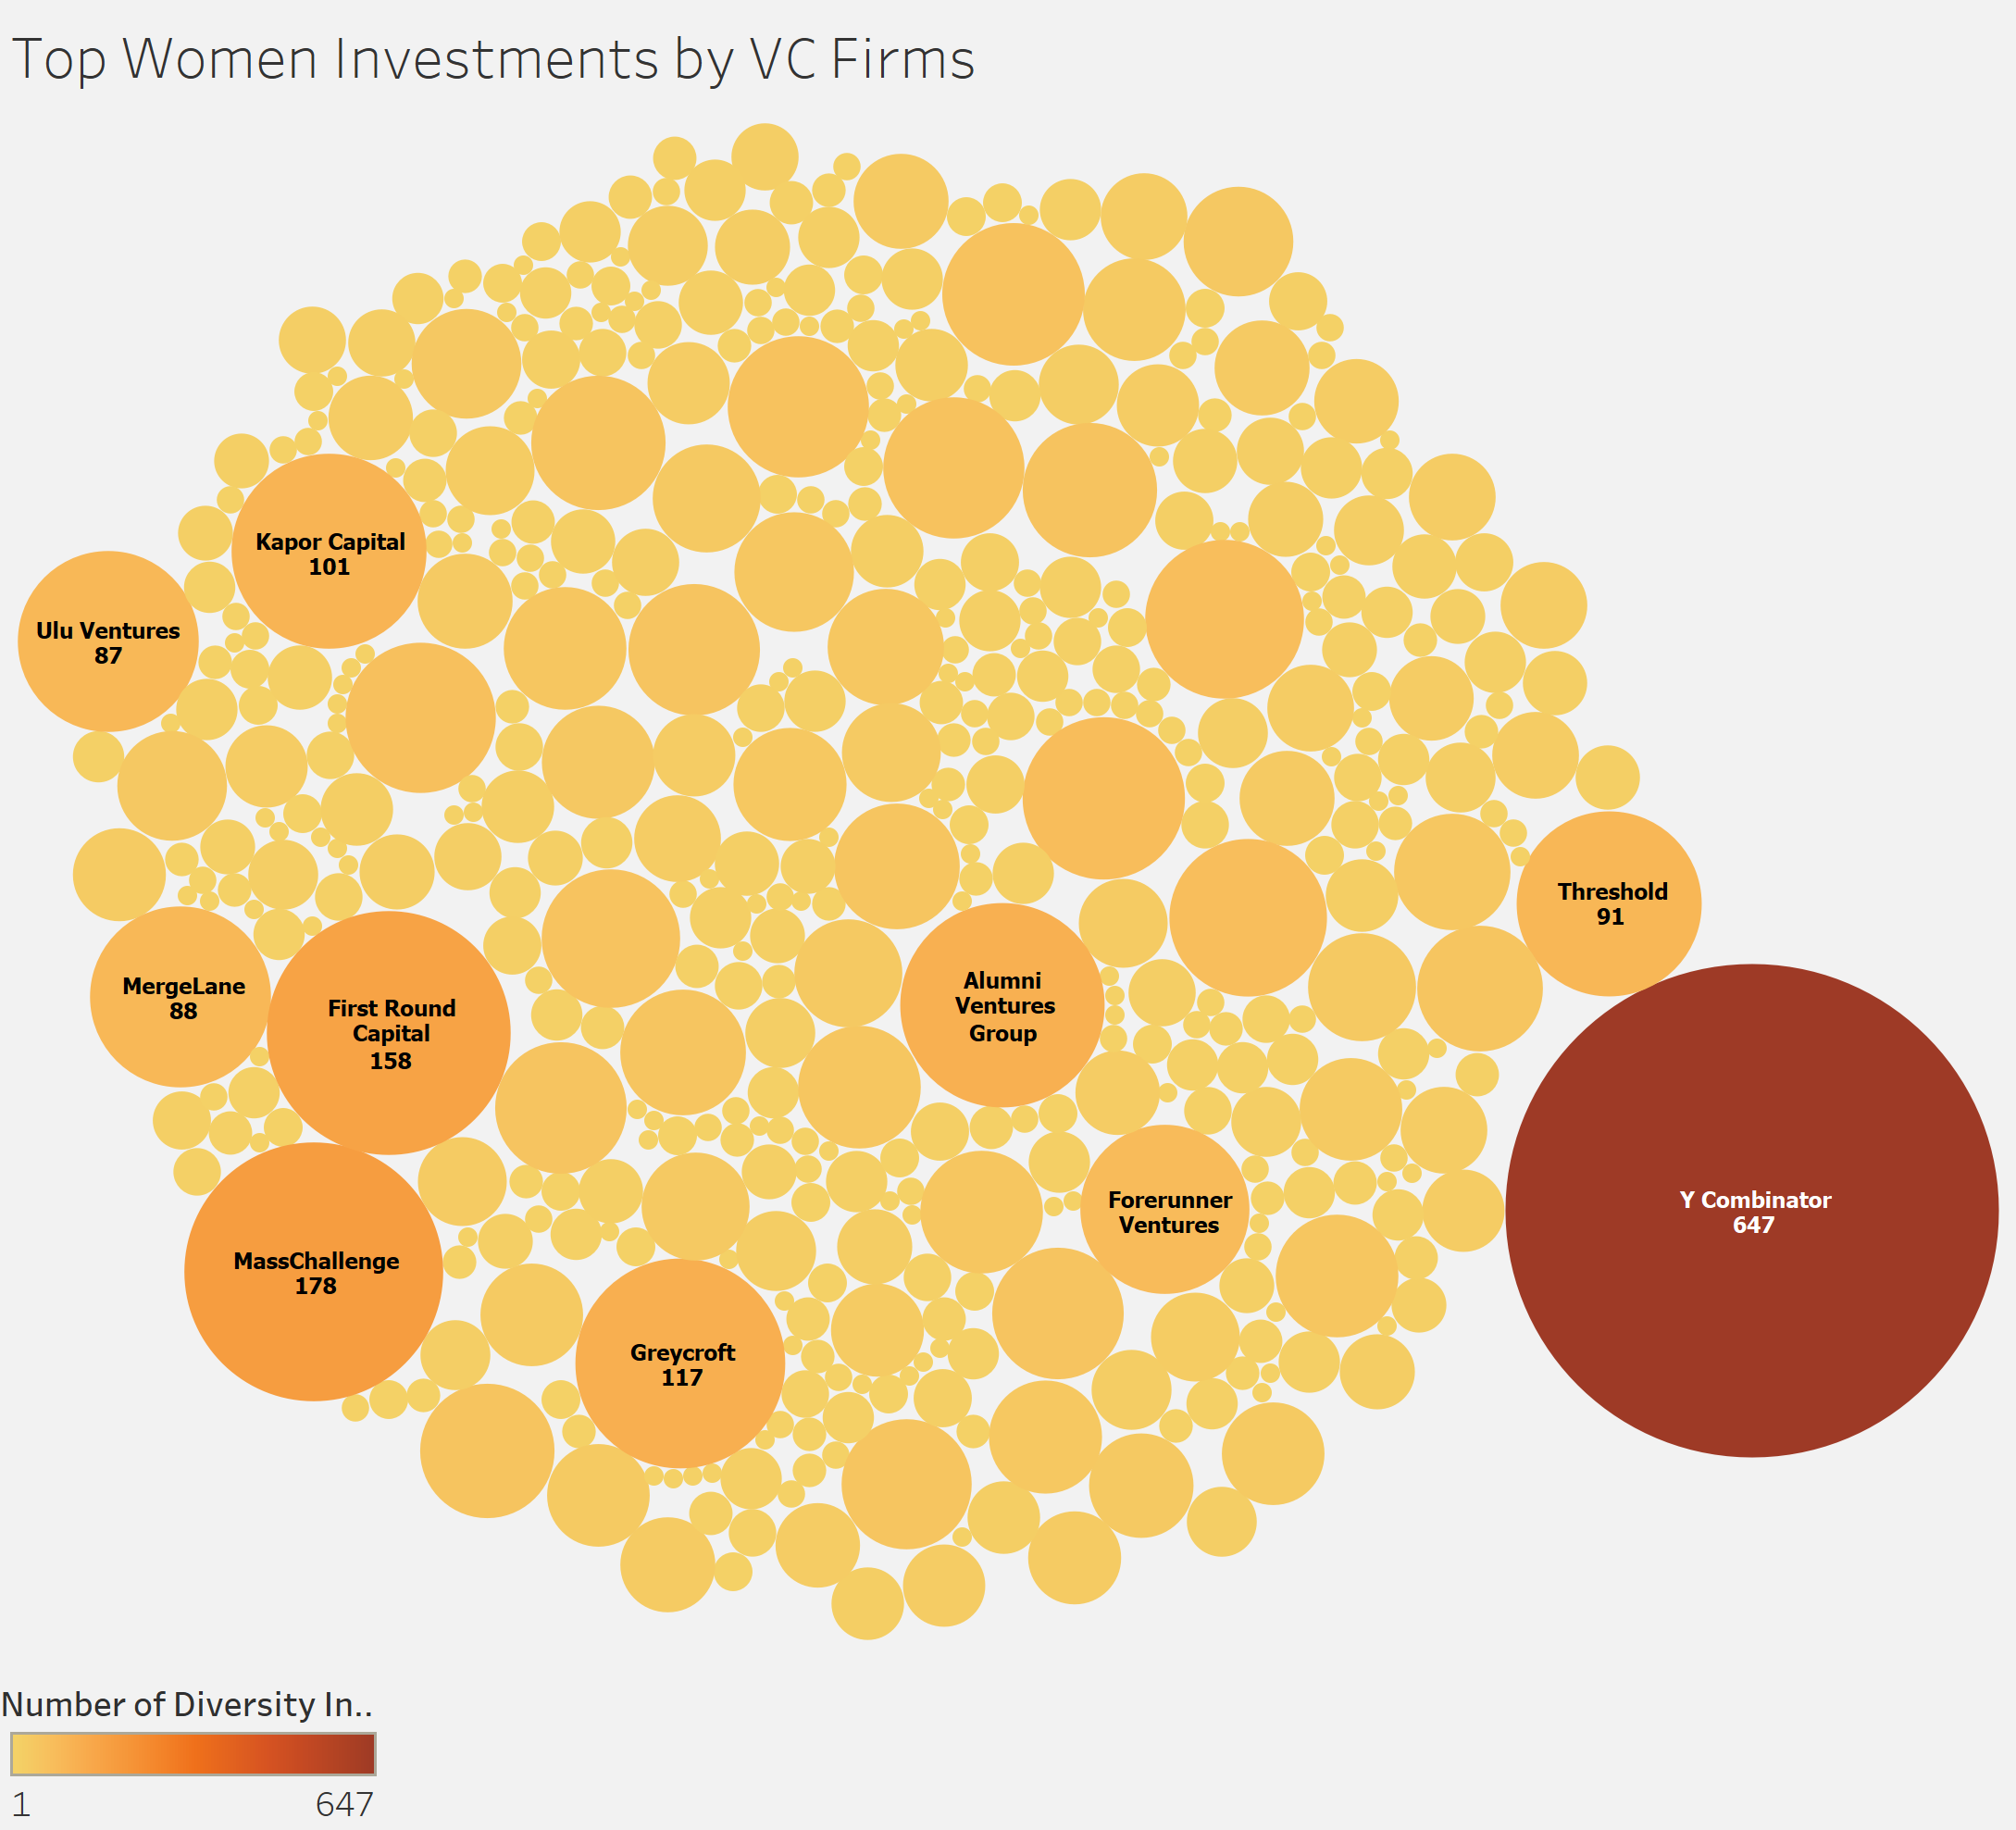 Top Women Investments by VC Firms
Kapor Capital
101
Ulu Ventures
87
Threshold
91
MergeLane
88
First Round
Capital
158
Alumni
Ventures
Group
Y Combinator
647
Forerunner
Ventures
MassChallenge
178
Greycroft
117
Number of Diversity In..
1
647